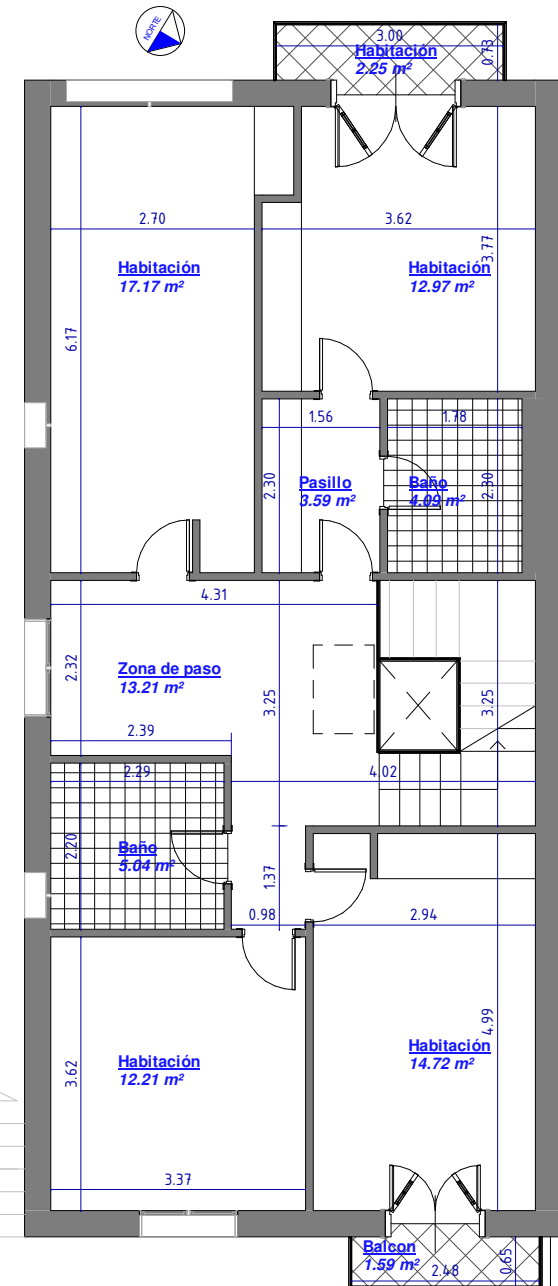 NORTE
3.00
Habitación
2.25 m²
0.73
2.70
3.62
Habitación
17.17 m²
Habitación
12.97 m²
3.77
6.17
1.56
1.78
Pasillo
3.59 m²
2.30
Baño
4.09 m²
2.30
4.31
Zona de paso
13.21 m²
2.32
3.25
3.25
2.39
2.29
4.02
Baño
5.04 m²
2.20
1.37
0.98
2.94
Habitación
12.21 m²
3.62
Habitación
14.72 m²
4.99
3.37
Balcon
1.59 m²
2.48
0.65